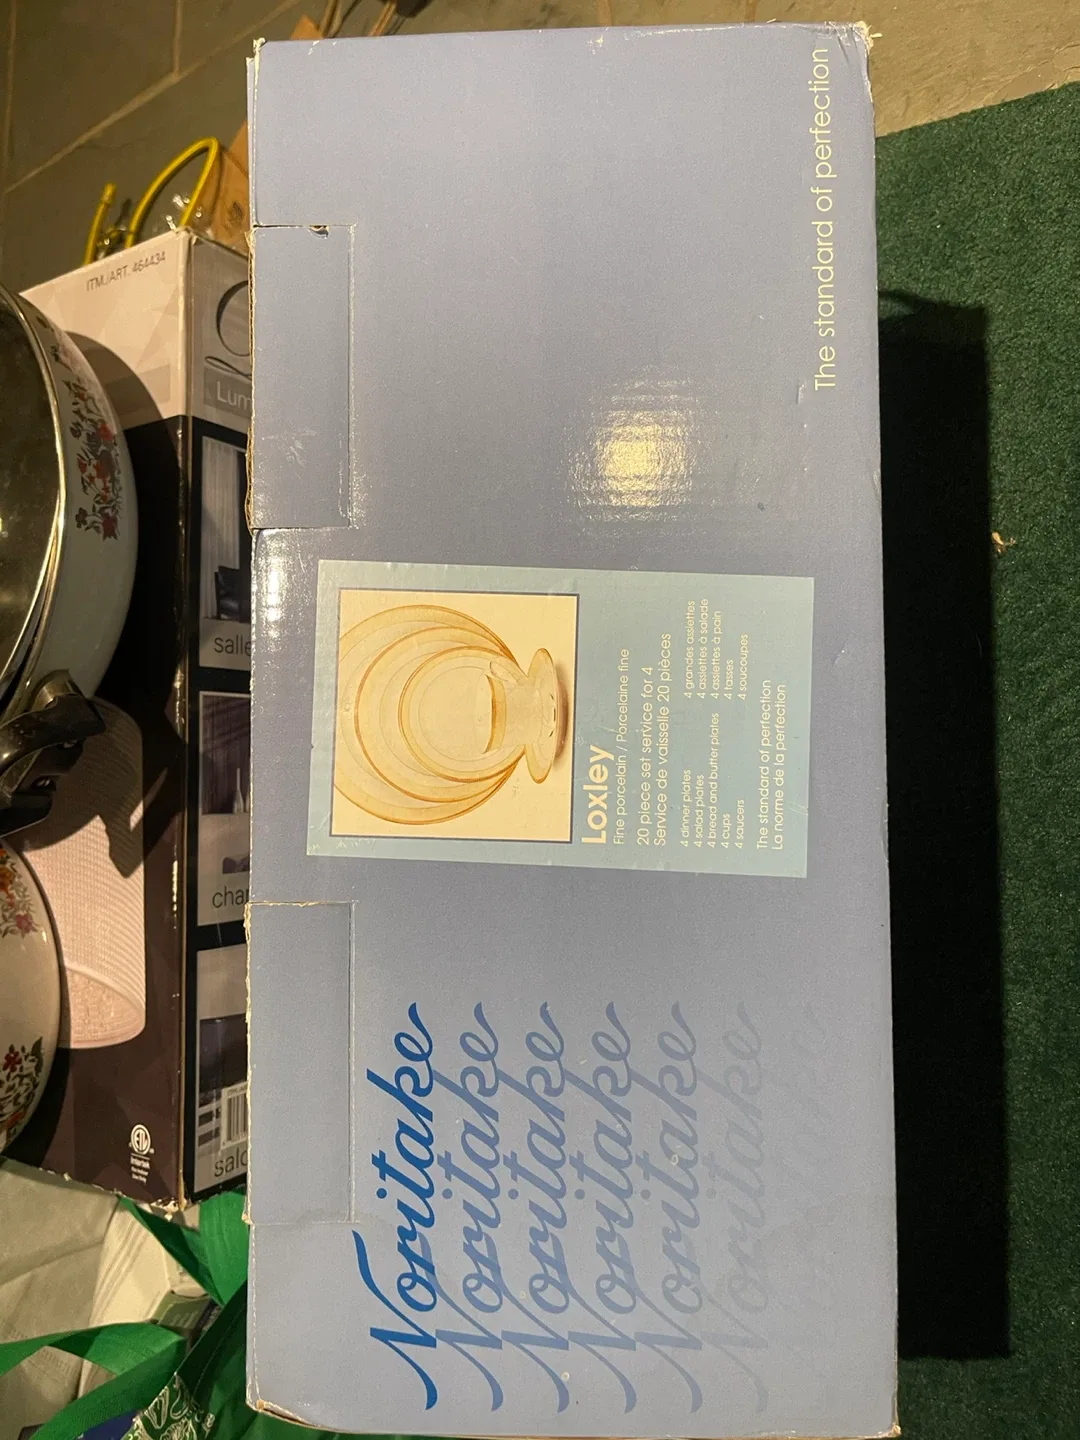 Noritake
Noritake
Noritake
Noritake
Noritake
Noritake
Loxley
Fine porcelain / Porcelaine fine
20 piece set service for 4
Service de vaisselle 20 pièces
4 dinner plates 4 grandes assiettes
4 salad plates 4 assiettes à salade
4 bread and butter plates 4 assiettes à pain
4 cups 4 tasses
4 saucers 4 soucoupes
The standard of perfection
La norme de la perfection
The standard of perfection
ITM./ART. 464434
Lum
salle
cha
salo
Intertek